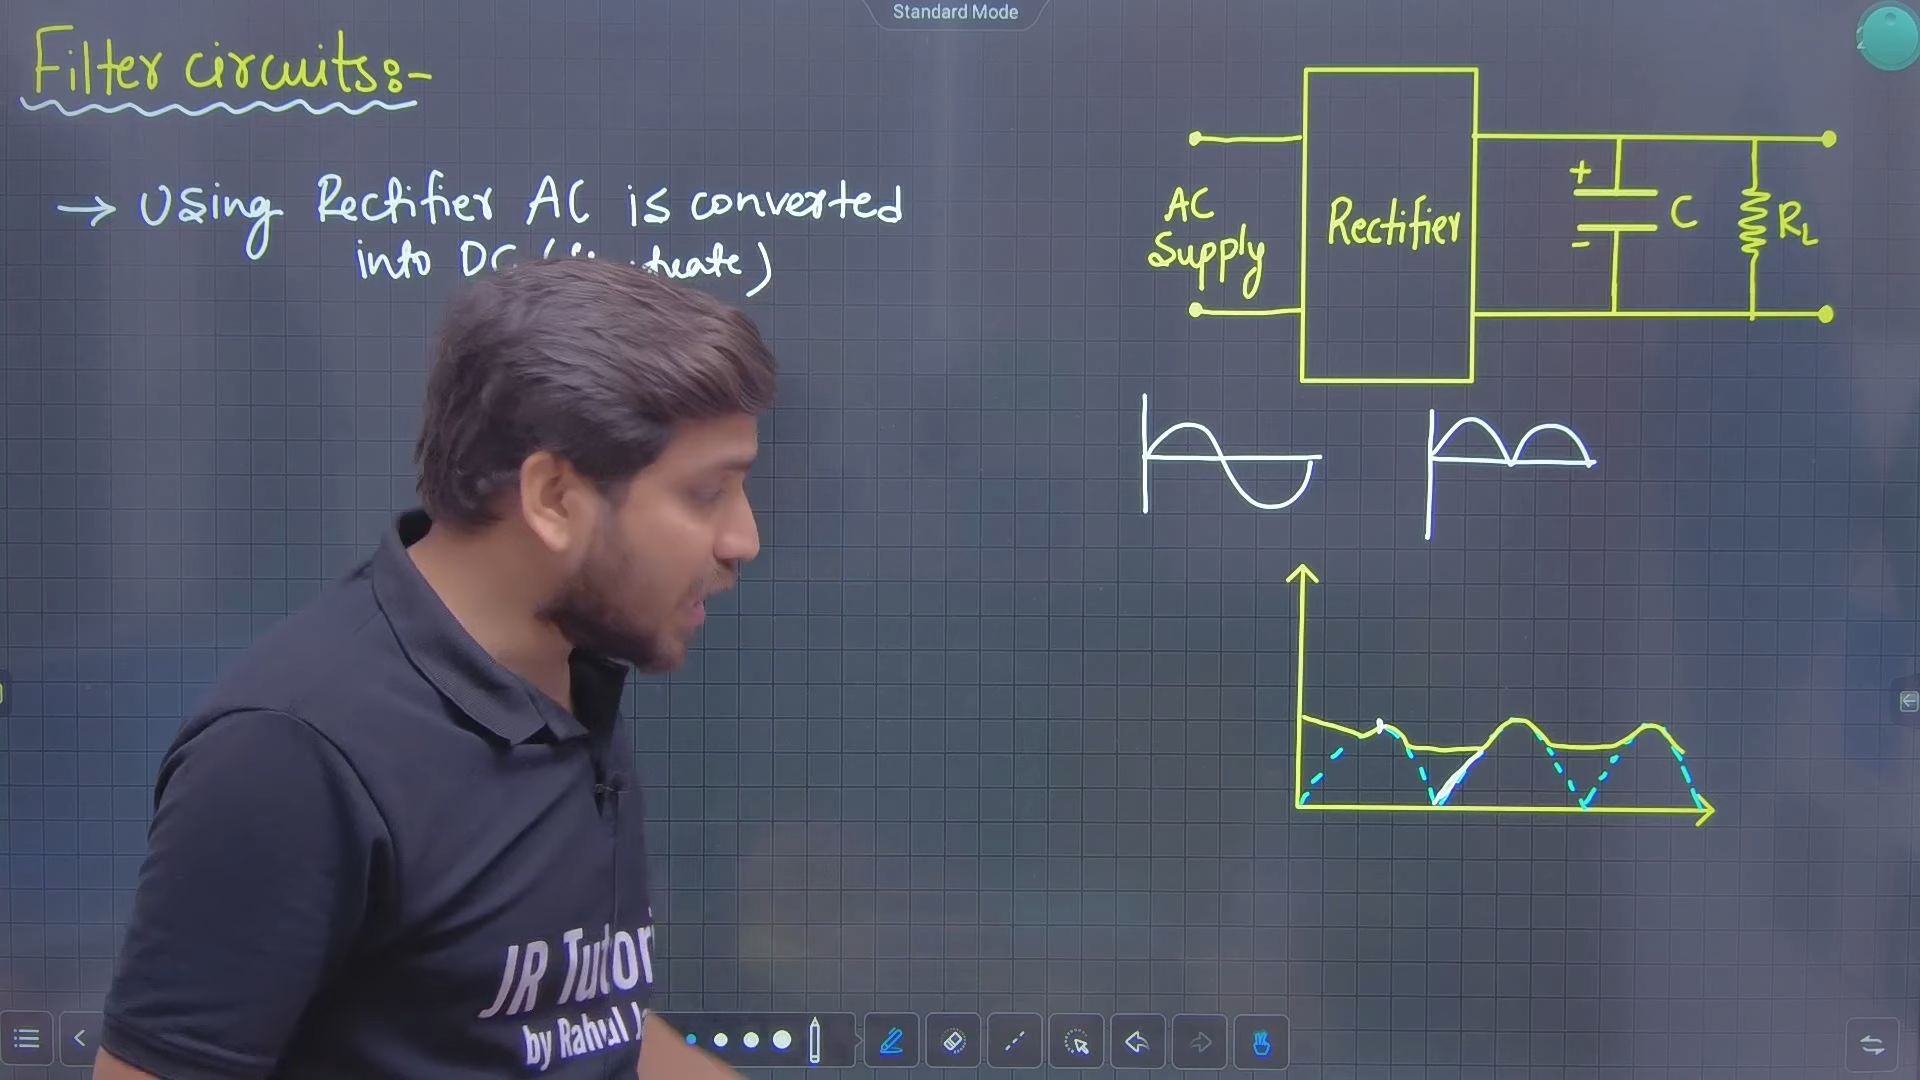 Standard Mode
Filter circuits:-
→ Using Rectifier AC is converted
into DC
AC
Supply
Rectifier
+
-
C
RL
JR Tutor
by Rahul